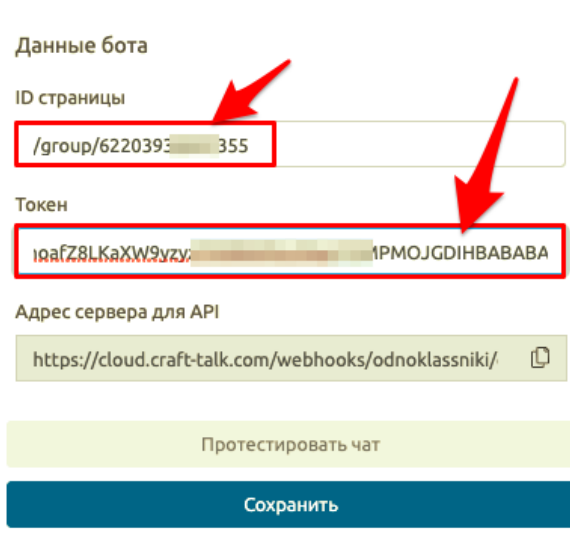 Данные бота
ID страницы
/group/6220393 355
Токен
ioafZ8LKaXW9yzy MPMOJGDIHBABABA
Адрес сервера для API
https://cloud.craft-talk.com/webhooks/odnoklassniki/
Протестировать чат
Сохранить